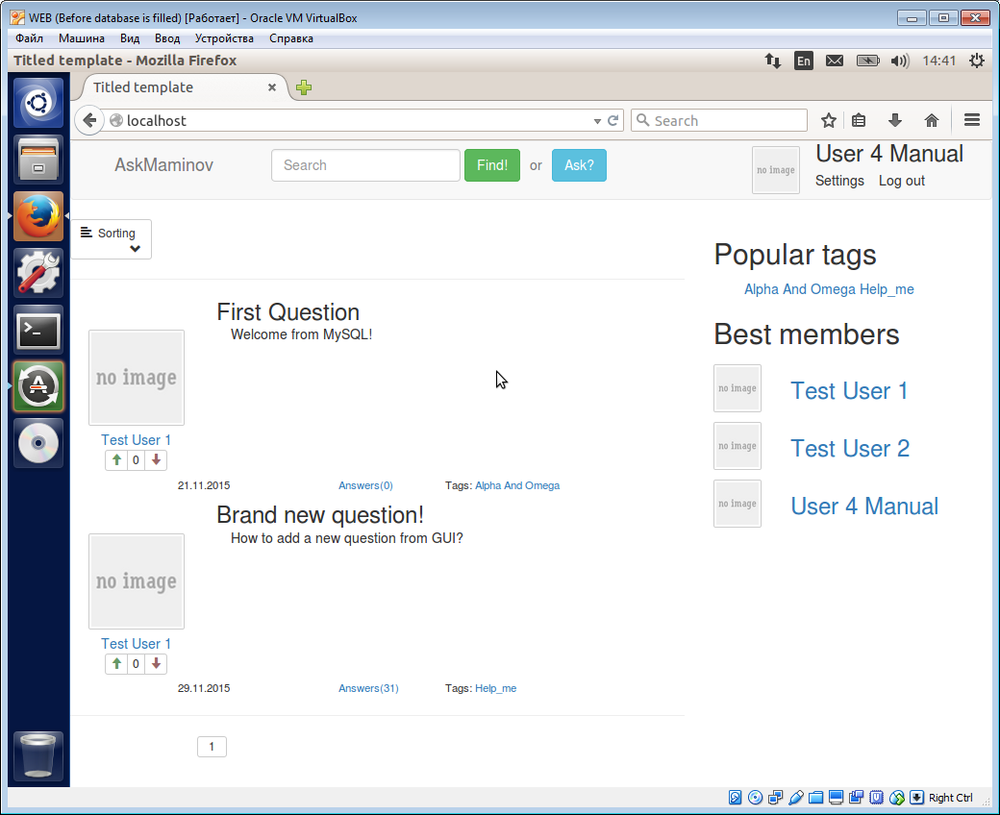 WEB (Before database is filled) [Работает] - Oracle VM VirtualBox
Файл Машина Вид Ввод Устройства Справка
Titled template - Mozilla Firefox En 14:41
Titled template
localhost Search
AskMaminov Search Find! or Ask? no image User 4 Manual
Settings Log out
Sorting
Popular tags
Alpha And Omega Help_me
First Question
Welcome from MySQL!
no image
Test User 1
0
21.11.2015 Answers(0) Tags: Alpha And Omega
Brand new question!
How to add a new question from GUI?
no image
Test User 1
0
29.11.2015 Answers(31) Tags: Help_me
1
Best members
no image Test User 1
no image Test User 2
no image User 4 Manual
Right Ctrl